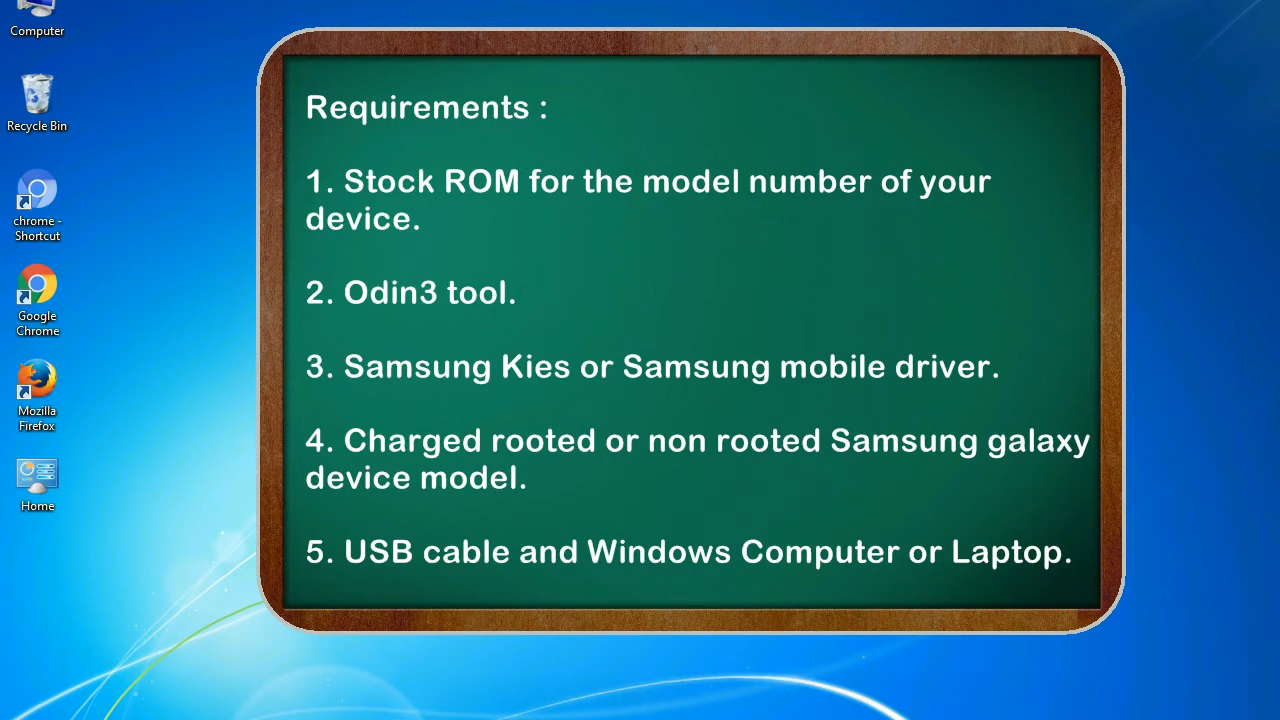 Computer
Recycle Bin
chrome -
Shortcut
Google
Chrome
Mozilla
Firefox
Home
Requirements :
1. Stock ROM for the model number of your
device.
2. Odin3 tool.
3. Samsung Kies or Samsung mobile driver.
4. Charged rooted or non rooted Samsung galaxy
device model.
5. USB cable and Windows Computer or Laptop.